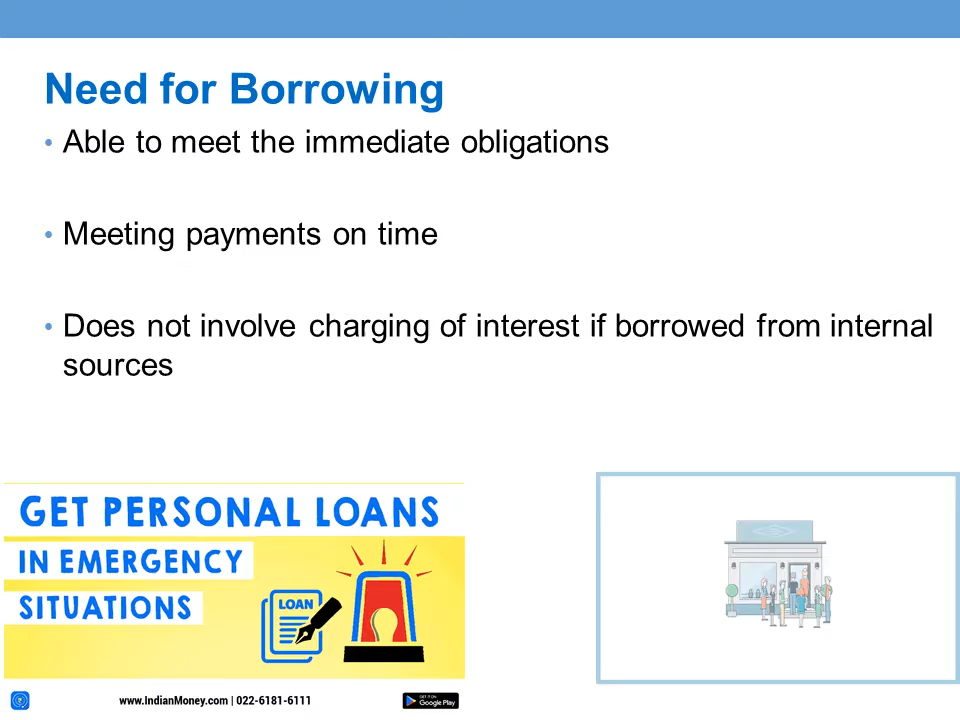 Need for Borrowing
• Able to meet the immediate obligations
• Meeting payments on time
• Does not involve charging of interest if borrowed from internal
sources
GET PERSONAL LOANS
IN EMERGENCY
SITUATIONS
LOAN
www.IndianMoney.com | 022-6181-6111
GET IT ON
Google Play